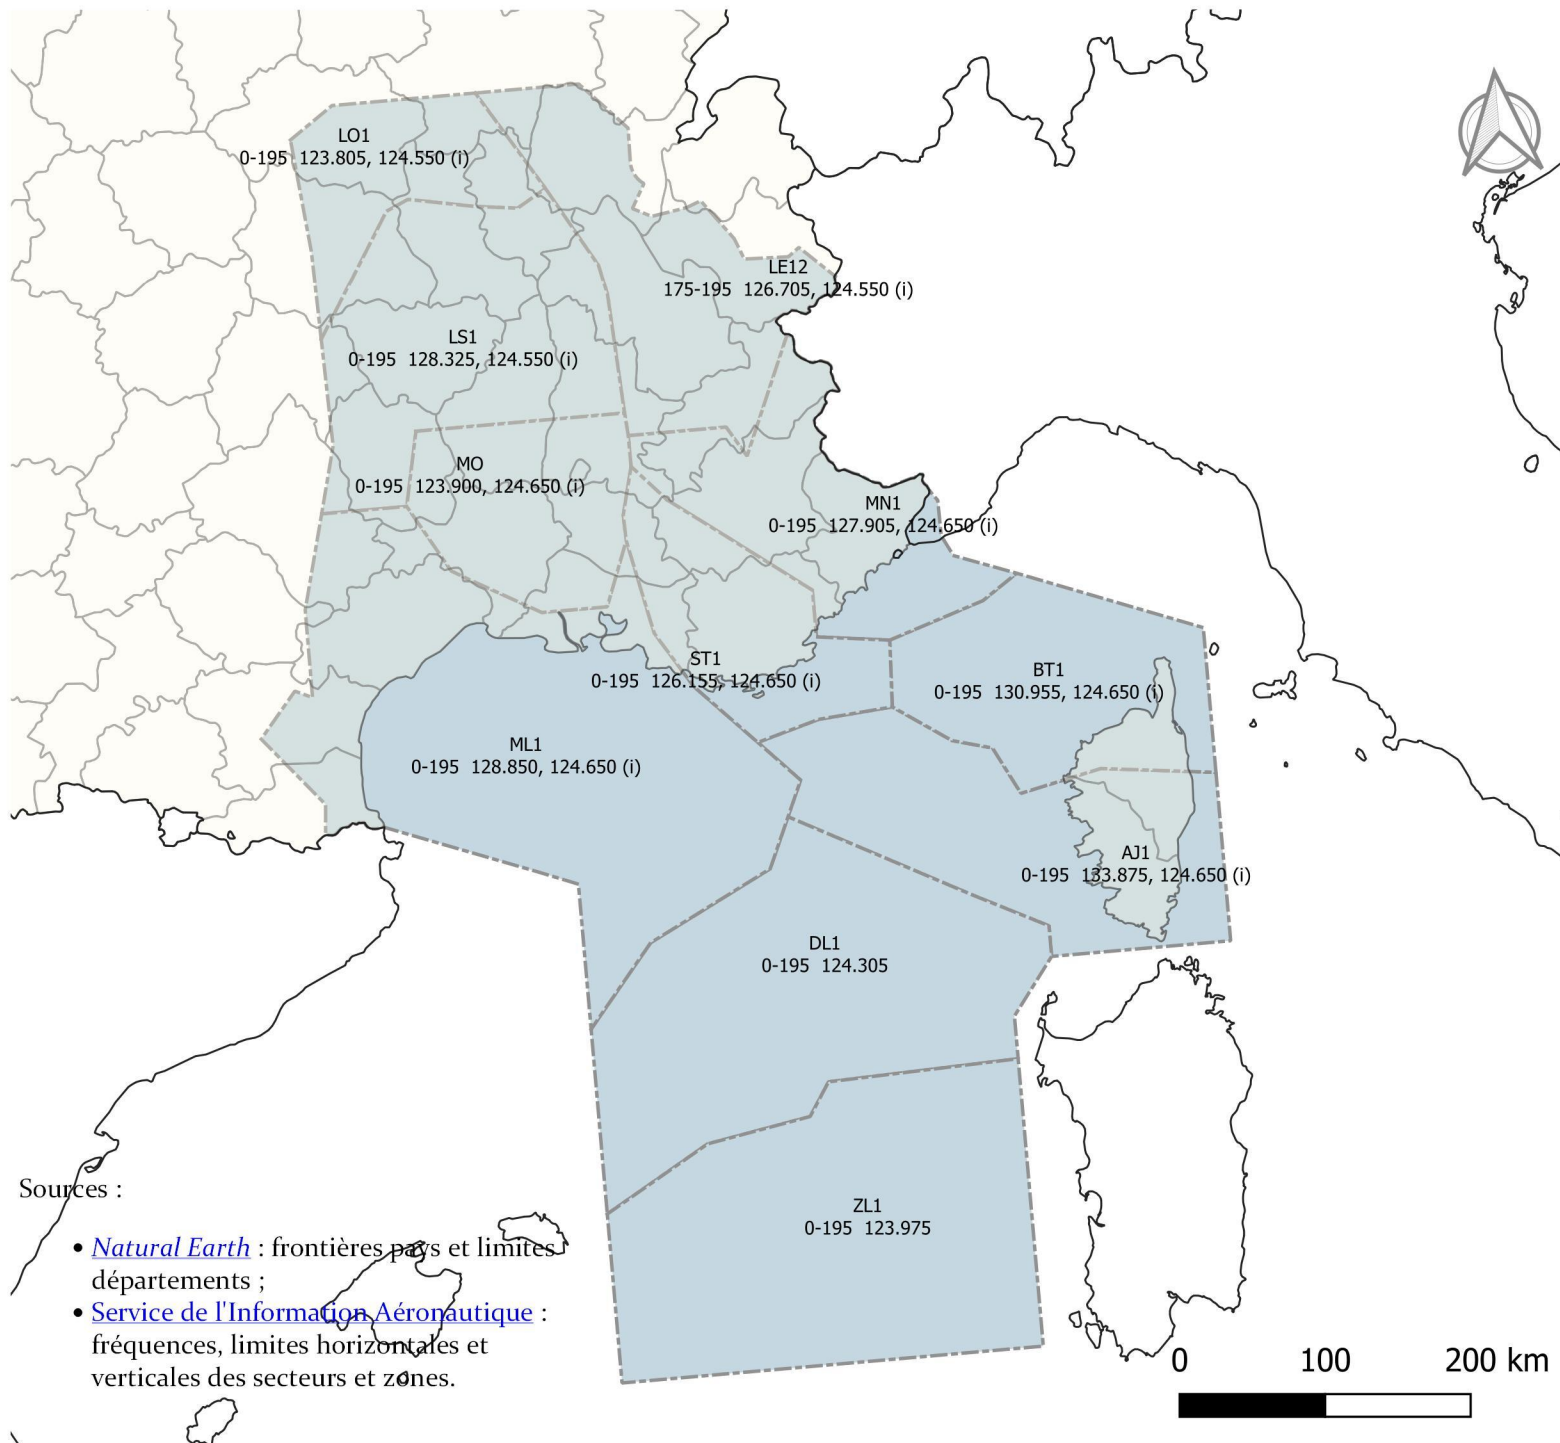 LO1
0-195  123.805, 124.550 (i)
LE12
175-195  126.705, 124.550 (i)
LS1
0-195  128.325, 124.550 (i)
MO
0-195  123.900, 124.650 (i)
MN1
0-195  127.905, 124.650 (i)
ST1
0-195  126.155, 124.650 (i)
BT1
0-195  130.955, 124.650 (i)
ML1
0-195  128.850, 124.650 (i)
AJ1
0-195  133.875, 124.650 (i)
DL1
0-195  124.305
ZL1
0-195  123.975
Sources :
• Natural Earth : frontières pays et limites
départements ;
• Service de l'Information Aéronautique :
fréquences, limites horizontales et
verticales des secteurs et zones.
0 100 200 km